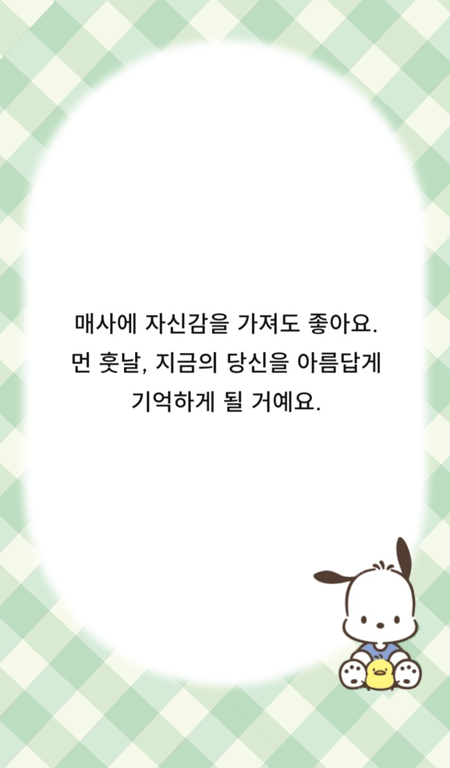 매사에 자신감을 가져도 좋아요.
먼 훗날, 지금의 당신을 아름답게
기억하게 될 거예요.